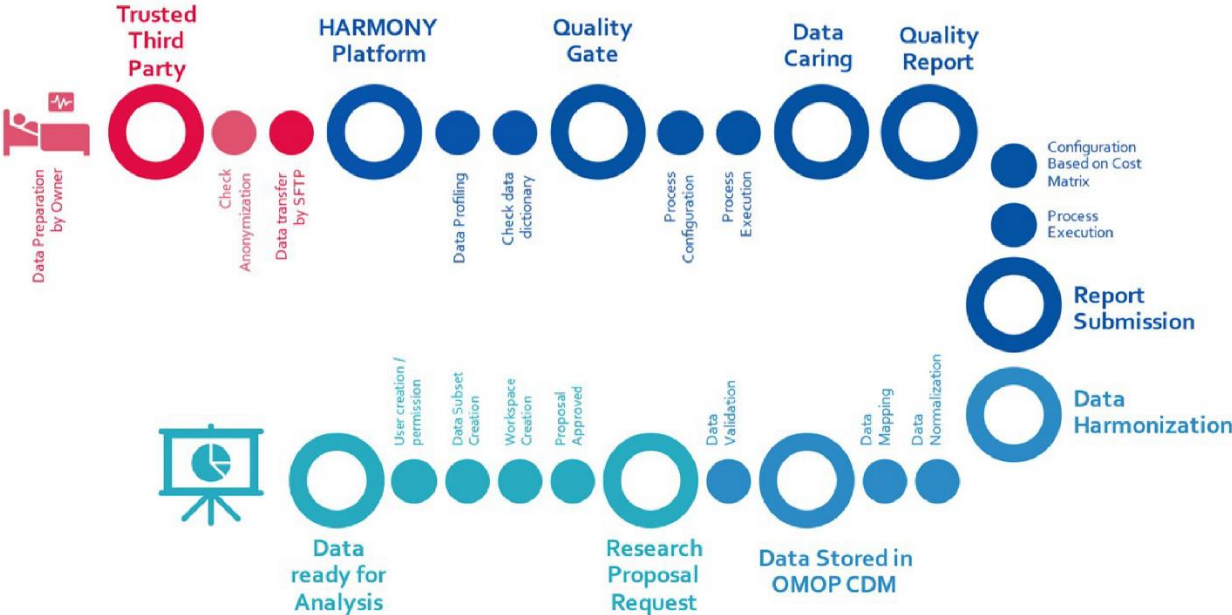 Trusted
Third
Party
HARMONY
Platform
Quality
Gate
Data
Caring
Quality
Report
Data Preparation
by Owner
Check
Anonymization
Data transfer
by SFTP
Data Profiling
Check data
dictionary
Process
Configuration
Process
Execution
Configuration
Based on Cost
Matrix
Process
Execution
Report
Submission
Data
Harmonization
Data
Normalization
Data
Mapping
Data Stored in
OMOP CDM
Data
Validation
Research
Proposal
Request
Proposal
Approved
Workspace
Creation
Data Subset
Creation
User creation /
permission
Data
ready for
Analysis